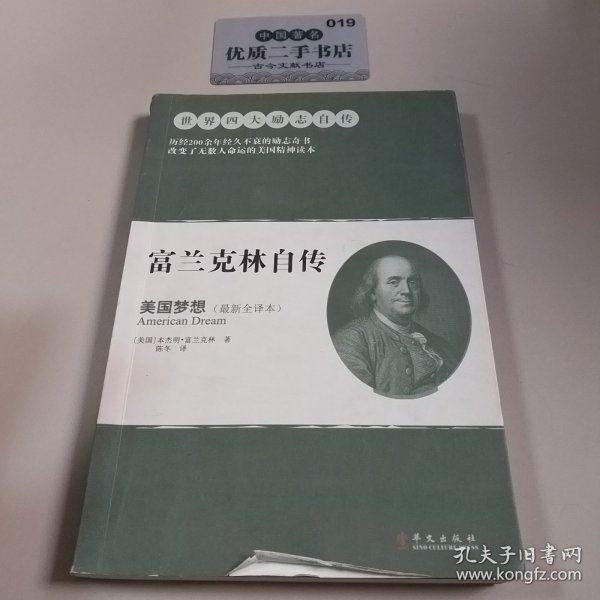 019
中国著名
优质二手书店
古今文献书店
世界四大励志自传
历经200余年经久不衰的励志奇书
改变了无数人命运的美国精神读本
富兰克林自传
美国梦想（最新全译本）
American Dream
[美国]本杰明·富兰克林 著
陈冬 译
华文出版社
SINO-CULTURE PRESS
孔夫子旧书网
www.kongfz.com